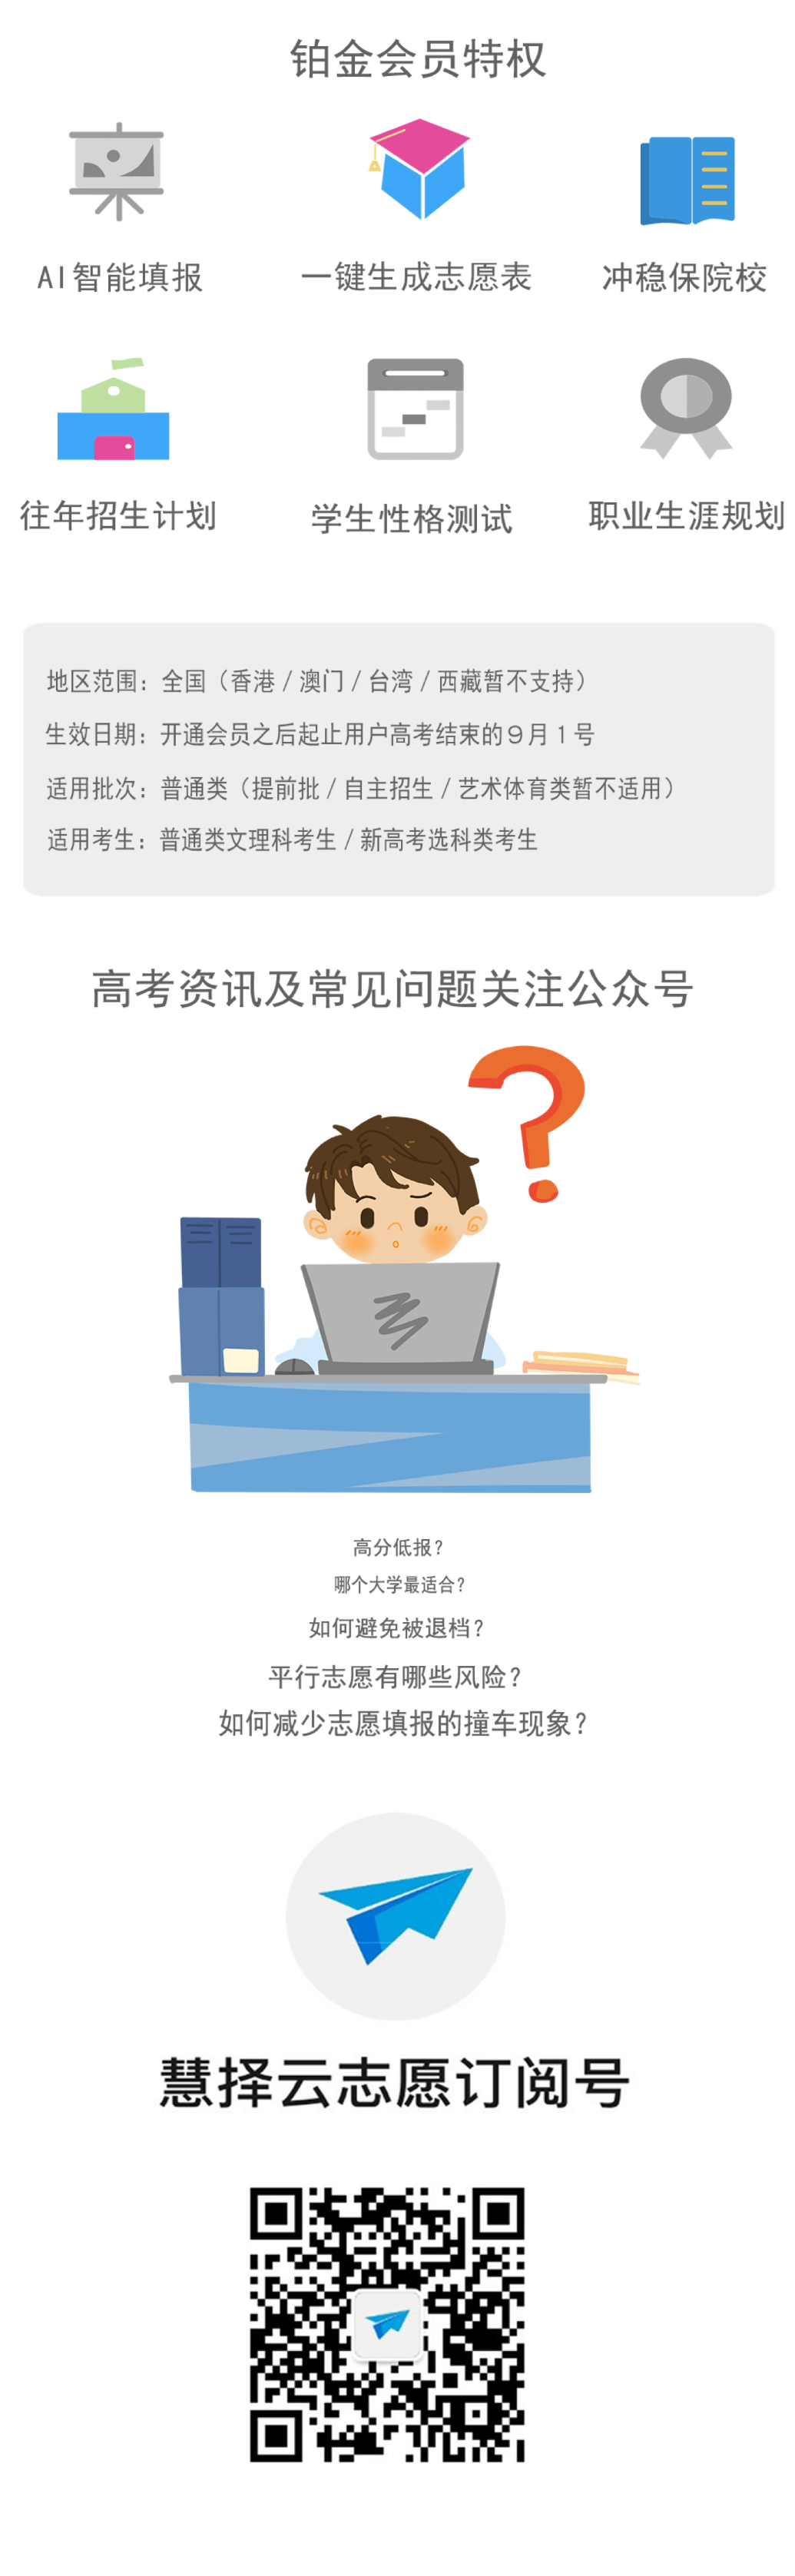 铂金会员特权
AI智能填报
一键生成志愿表
冲稳保院校
往年招生计划
学生性格测试
职业生涯规划
地区范围：全国（香港/澳门/台湾/西藏暂不支持）
生效日期：开通会员之后起止用户高考结束的9月1号
适用批次：普通类（提前批/自主招生/艺术体育类暂不适用）
适用考生：普通类文理科考生/新高考选科类考生
高考资讯及常见问题关注公众号
高分低报？
哪个大学最适合？
如何避免被退档？
平行志愿有哪些风险？
如何减少志愿填报的撞车现象？
慧择云志愿订阅号